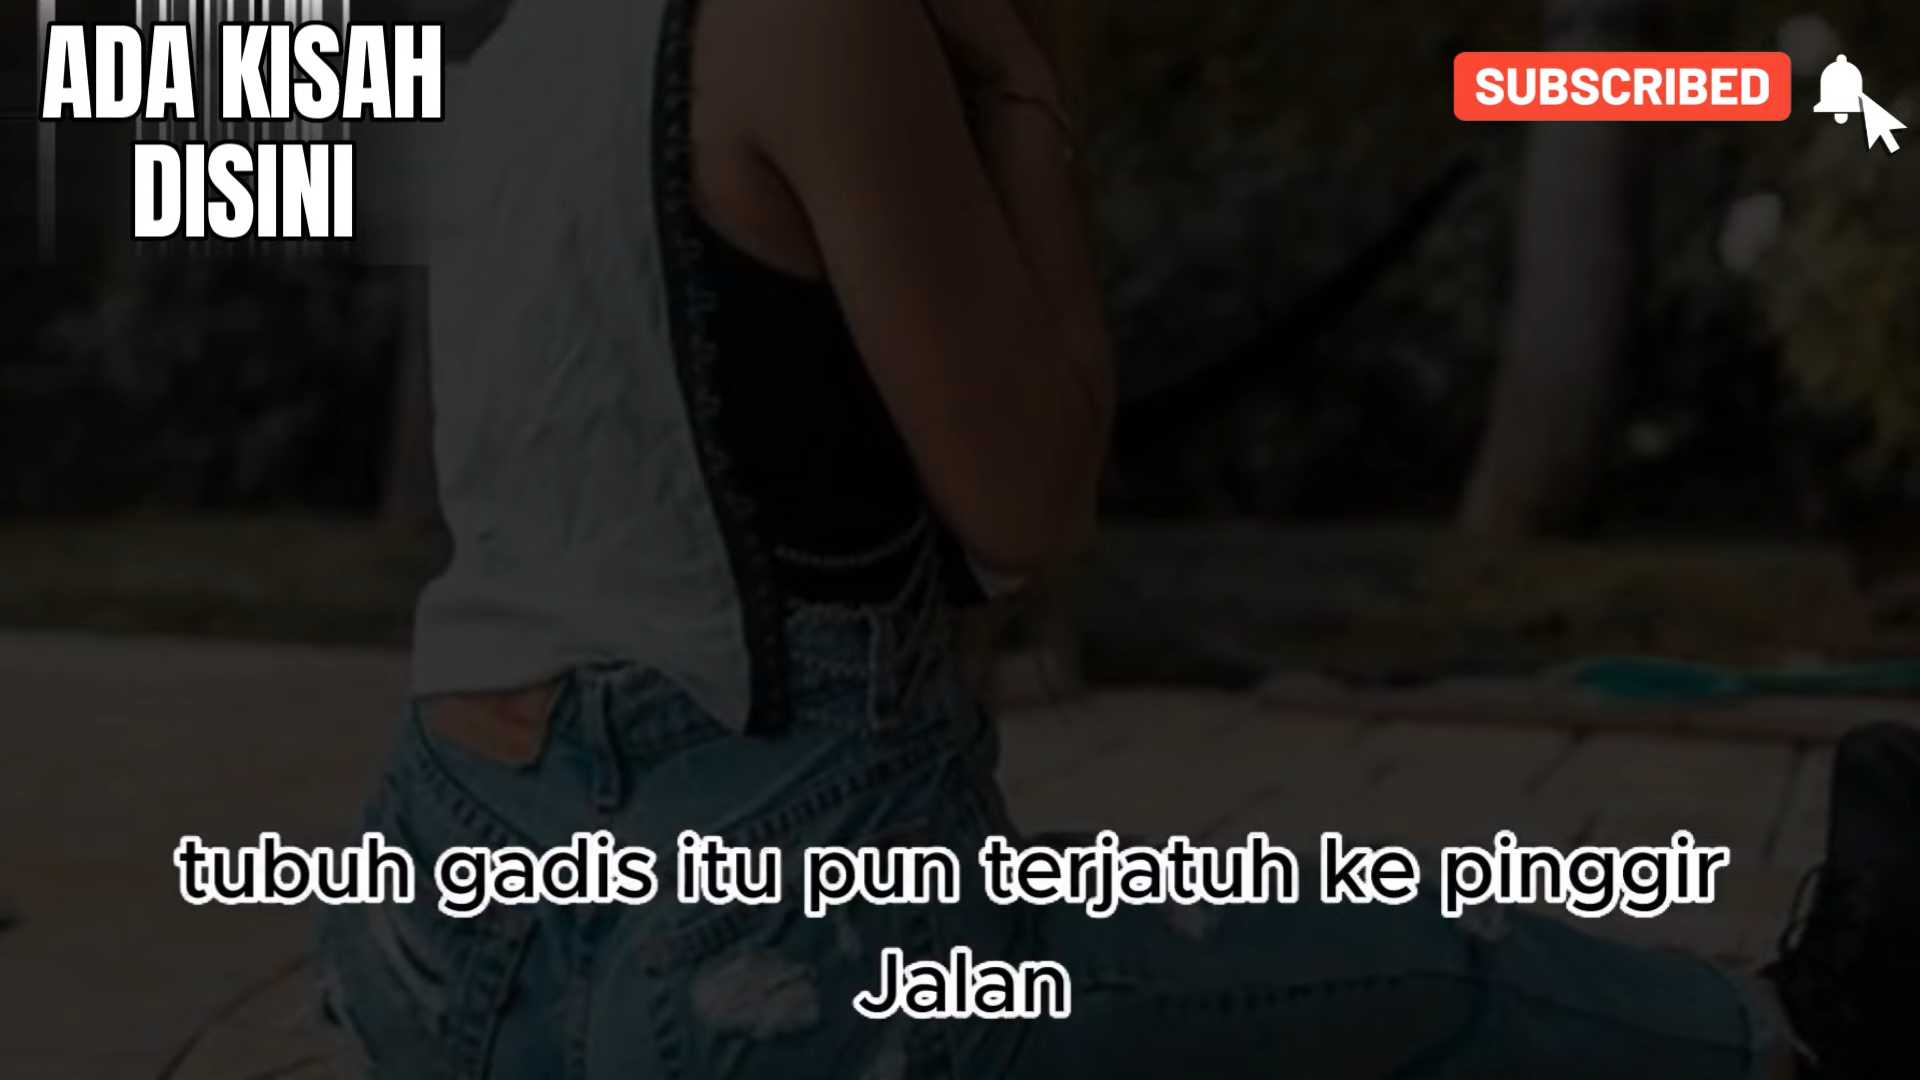 ADA KISAH
DISINI
SUBSCRIBED
tubuh gadis itu pun terjatuh ke pinggir
Jalan